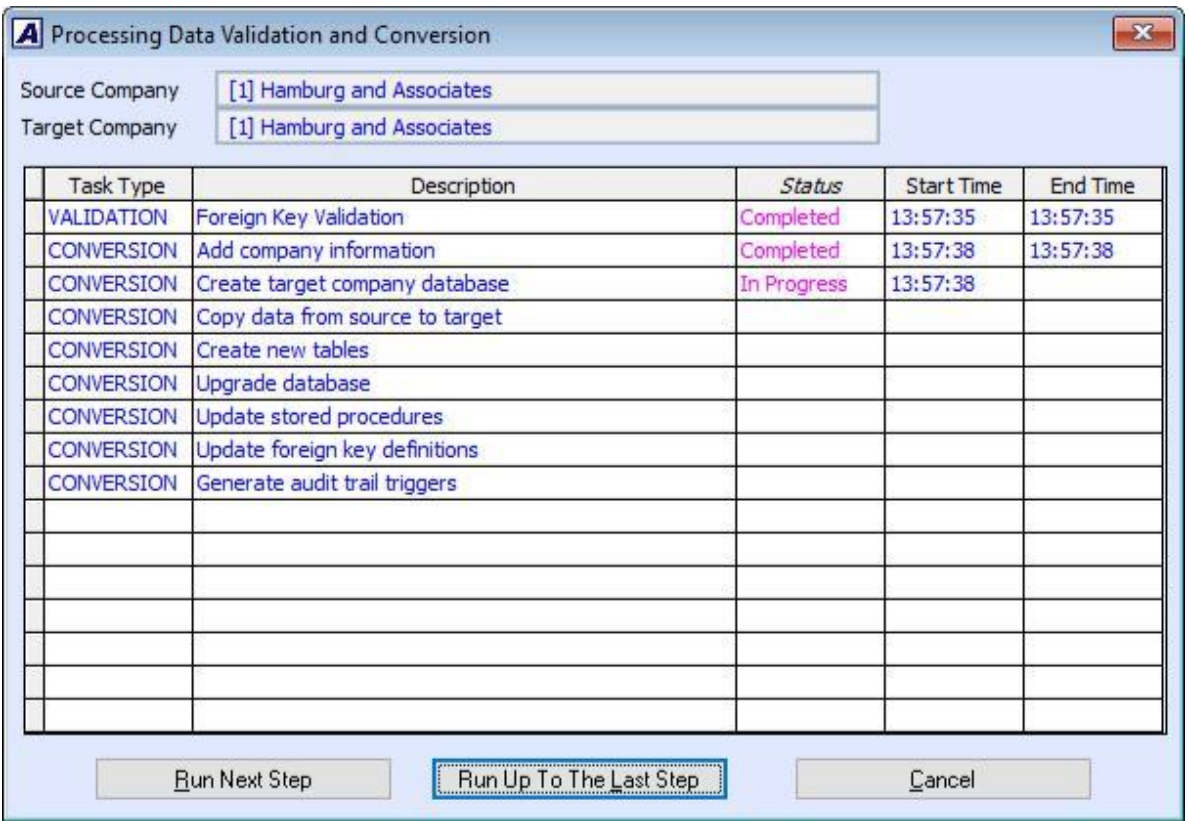 Processing Data Validation and Conversion
Source Company [1] Hamburg and Associates
Target Company [1] Hamburg and Associates
Task Type Description Status Start Time End Time
VALIDATION Foreign Key Validation Completed 13:57:35 13:57:35
CONVERSION Add company information Completed 13:57:38 13:57:38
CONVERSION Create target company database In Progress 13:57:38
CONVERSION Copy data from source to target
CONVERSION Create new tables
CONVERSION Upgrade database
CONVERSION Update stored procedures
CONVERSION Update foreign key definitions
CONVERSION Generate audit trail triggers
Run Next Step Run Up To The Last Step Cancel